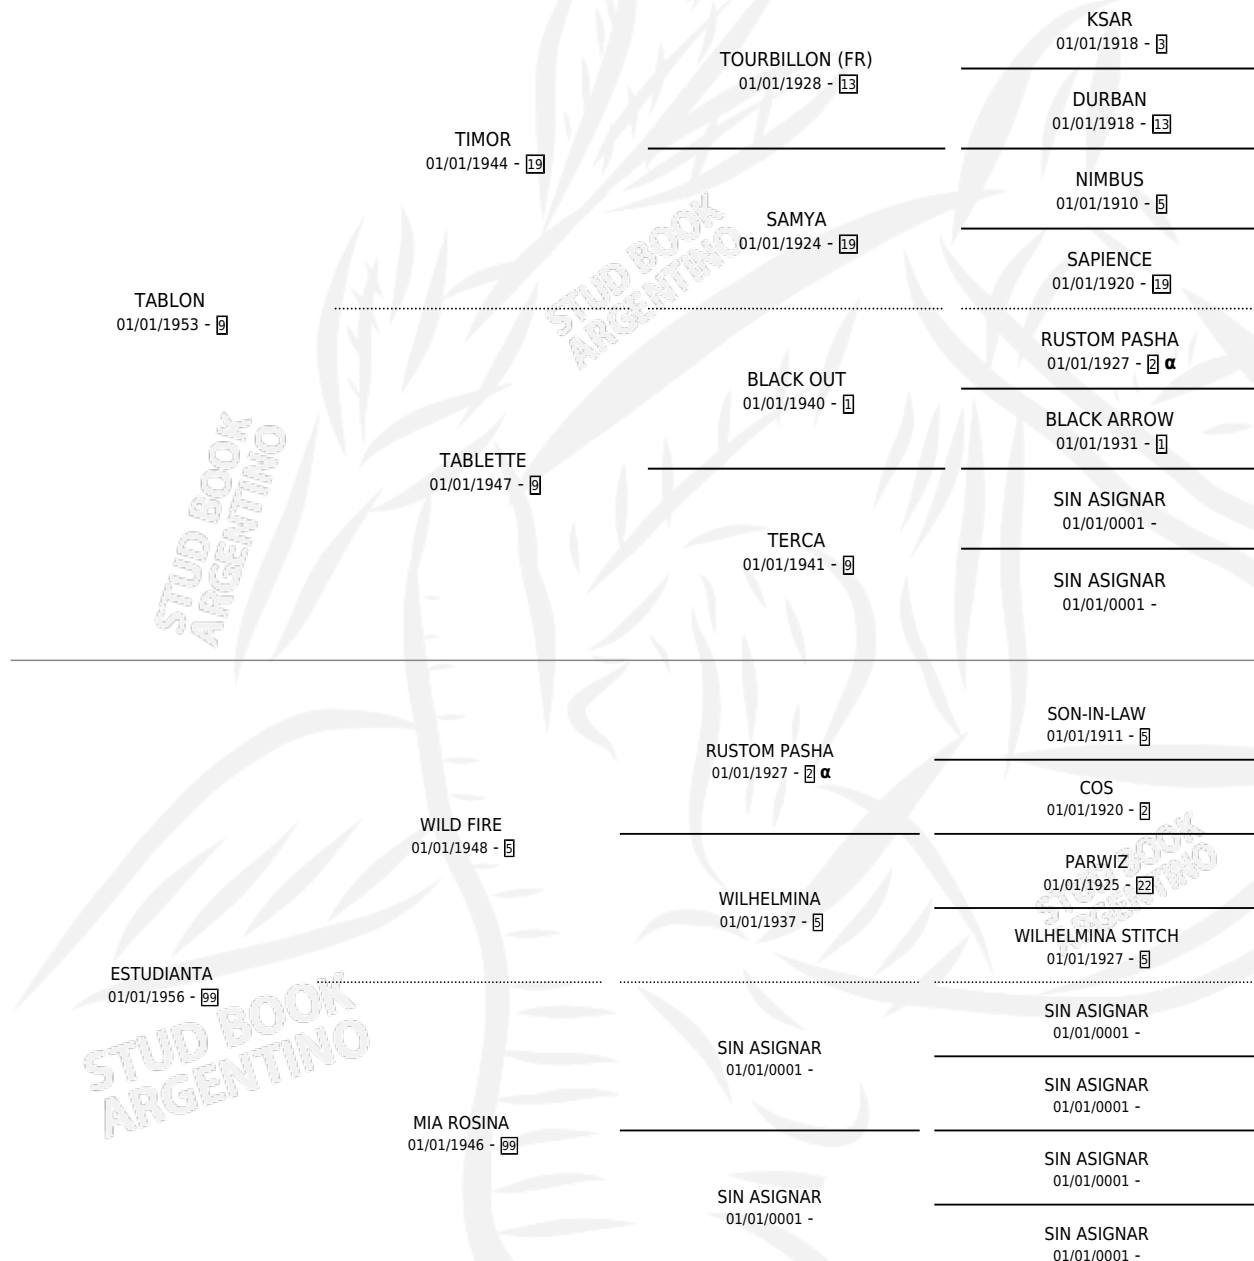 KSAR
01/01/1918 - 3
TOURBILLON (FR)
01/01/1928 - 13
DURBAN
01/01/1918 - 13
TIMOR
01/01/1944 - 19
NIMBUS
01/01/1910 - 5
SAMYA
01/01/1924 - 19
SAPIENCE
01/01/1920 - 19
TABLON
01/01/1953 - 9
RUSTOM PASHA
01/01/1927 - 2 α
BLACK OUT
01/01/1940 - 1
BLACK ARROW
01/01/1931 - 1
TABLETTE
01/01/1947 - 9
SIN ASIGNAR
01/01/0001 -
TERCA
01/01/1941 - 9
SIN ASIGNAR
01/01/0001 -
SON-IN-LAW
01/01/1911 - 5
RUSTOM PASHA
01/01/1927 - 2 α
COS
01/01/1920 - 2
WILD FIRE
01/01/1948 - 5
PARWIZ
01/01/1925 - 22
WILHELMINA
01/01/1937 - 5
WILHELMINA STITCH
01/01/1927 - 5
ESTUDIANTA
01/01/1956 - 99
SIN ASIGNAR
01/01/0001 -
SIN ASIGNAR
01/01/0001 -
SIN ASIGNAR
01/01/0001 -
MIA ROSINA
01/01/1946 - 99
SIN ASIGNAR
01/01/0001 -
SIN ASIGNAR
01/01/0001 -
SIN ASIGNAR
01/01/0001 -
STUD BOOK
ARGENTINO
STUD BOOK
ARGENTINO
STUD BOOK
ARGENTINO
STUD BOOK
ARGENTINO